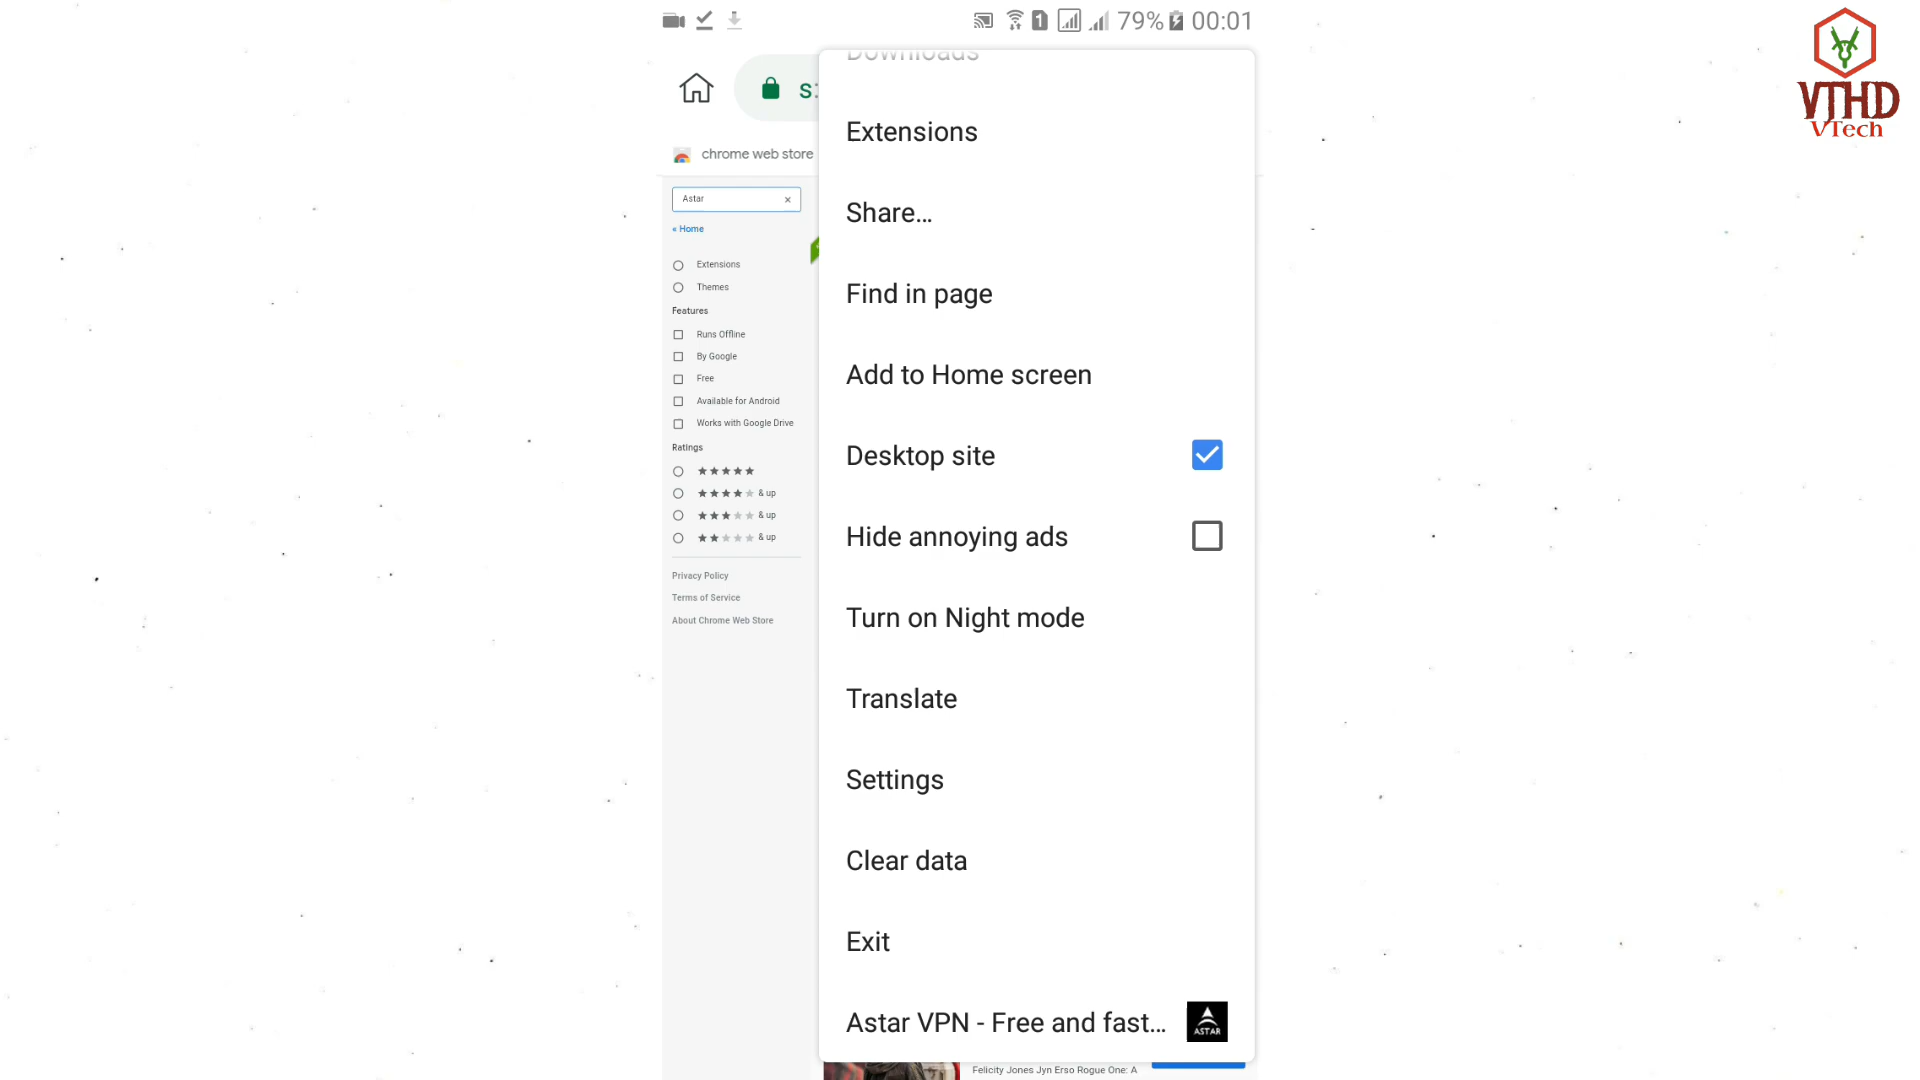 79% 00:01
VTHD
VTech
Downloads
s:
chrome web store
Astar
« Home
Extensions
Themes
Features
Runs Offline
By Google
Free
Available for Android
Works with Google Drive
Ratings
& up
& up
& up
Privacy Policy
Terms of Service
About Chrome Web Store
Extensions
Share...
Find in page
Add to Home screen
Desktop site
Hide annoying ads
Turn on Night mode
Translate
Settings
Clear data
Exit
Astar VPN - Free and fast...
ASTAR
Felicity Jones Jyn Erso Rogue One: A